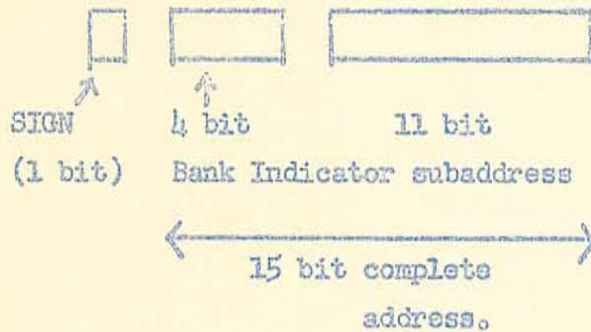 SIGN 4 bit 11 bit
(1 bit) Bank Indicator subaddress
15 bit complete
address.